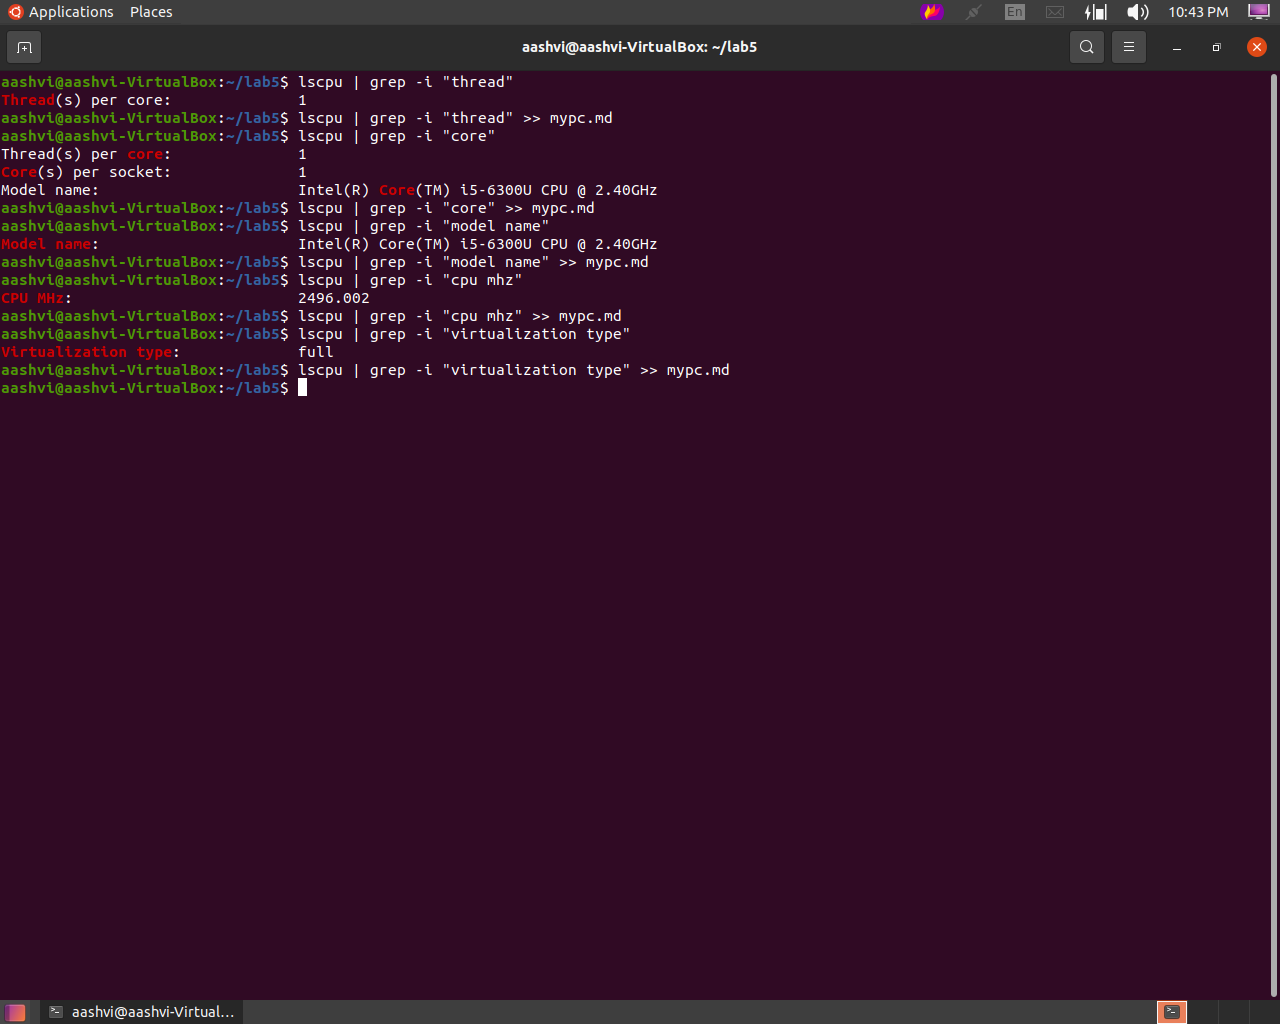 Applications Places En 10:43 PM
aashvi@aashvi-VirtualBox: ~/lab5
aashvi@aashvi-VirtualBox:~/lab5$ lscpu | grep -i "thread"
Thread(s) per core: 1
aashvi@aashvi-VirtualBox:~/lab5$ lscpu | grep -i "thread" >> mypc.md
aashvi@aashvi-VirtualBox:~/lab5$ lscpu | grep -i "core"
Thread(s) per core: 1
Core(s) per socket: 1
Model name: Intel(R) Core(TM) i5-6300U CPU @ 2.40GHz
aashvi@aashvi-VirtualBox:~/lab5$ lscpu | grep -i "core" >> mypc.md
aashvi@aashvi-VirtualBox:~/lab5$ lscpu | grep -i "model name"
Model name: Intel(R) Core(TM) i5-6300U CPU @ 2.40GHz
aashvi@aashvi-VirtualBox:~/lab5$ lscpu | grep -i "model name" >> mypc.md
aashvi@aashvi-VirtualBox:~/lab5$ lscpu | grep -i "cpu mhz"
CPU MHz: 2496.002
aashvi@aashvi-VirtualBox:~/lab5$ lscpu | grep -i "cpu mhz" >> mypc.md
aashvi@aashvi-VirtualBox:~/lab5$ lscpu | grep -i "virtualization type"
Virtualization type: full
aashvi@aashvi-VirtualBox:~/lab5$ lscpu | grep -i "virtualization type" >> mypc.md
aashvi@aashvi-VirtualBox:~/lab5$
aashvi@aashvi-Virtual...